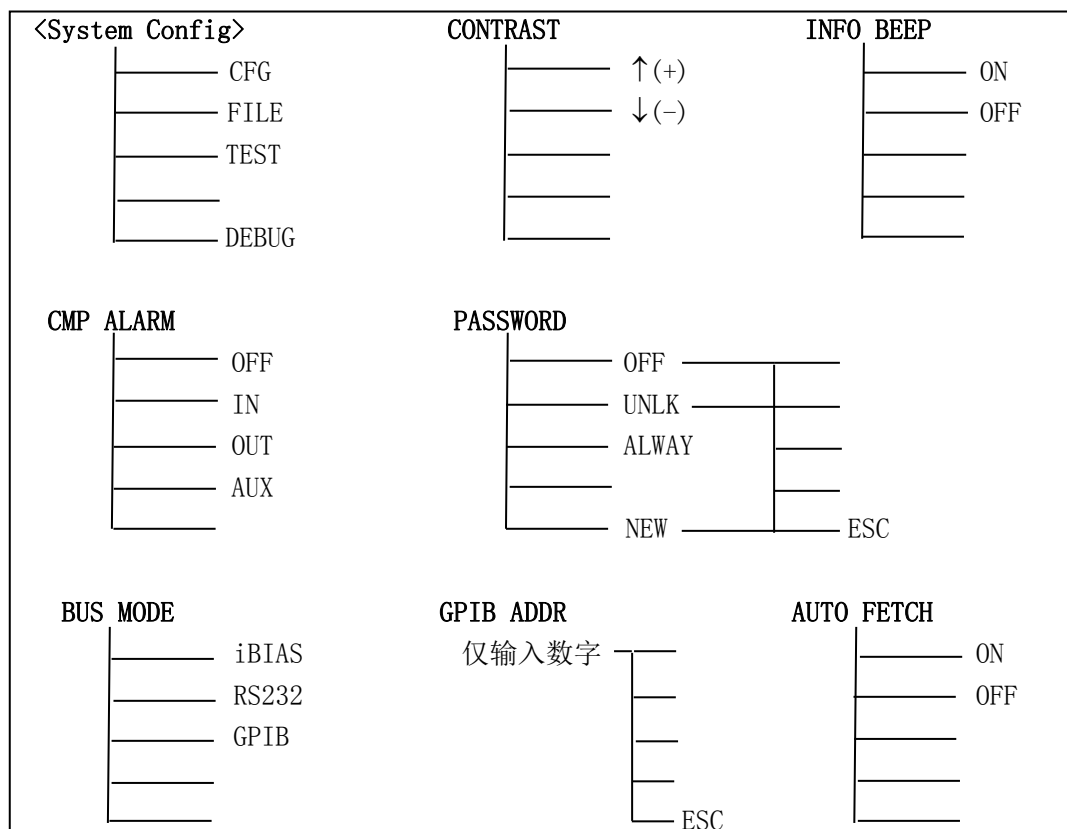 <System Config>
CFG
FILE
TEST
DEBUG
CONTRAST
↑(+)
↓(-)
INFO BEEP
ON
OFF
CMP ALARM
OFF
IN
OUT
AUX
PASSWORD
OFF
UNLK
ALWAY
NEW
ESC
BUS MODE
iBIAS
RS232
GPIB
GPIB ADDR
仅输入数字
ESC
AUTO FETCH
ON
OFF